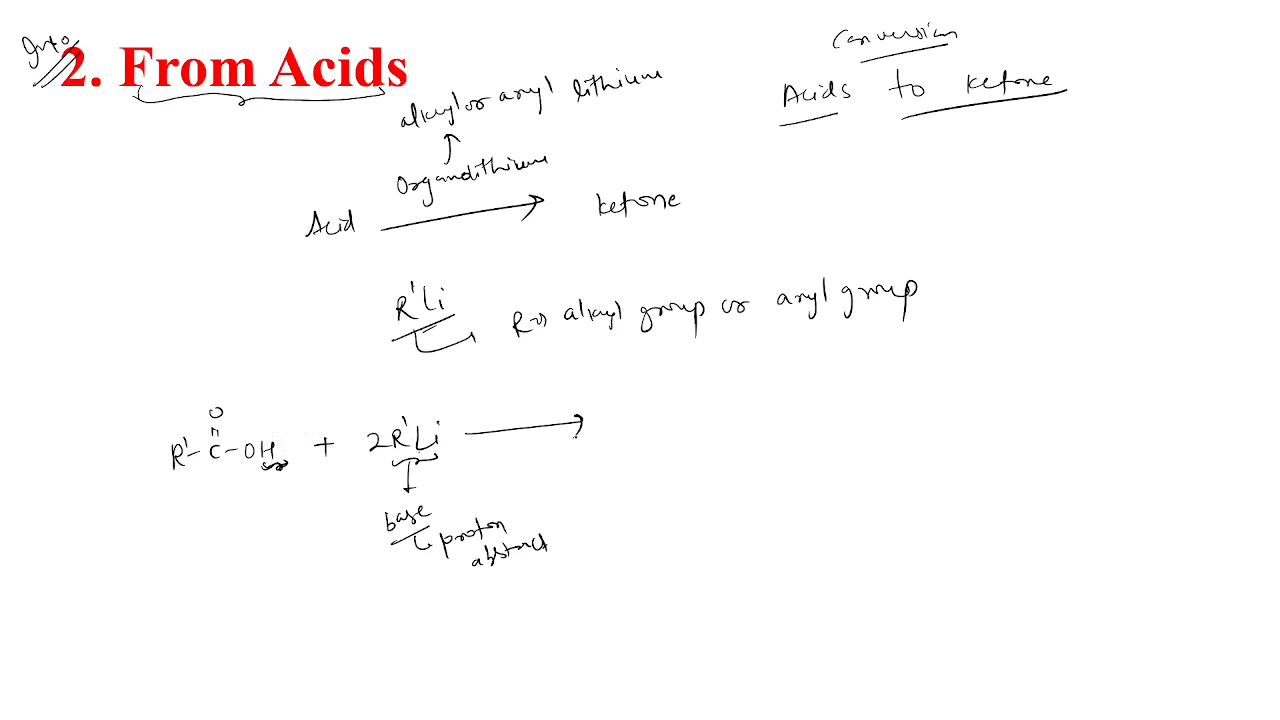 Intro
2. From Acids
Conversion
Acids to ketone
alkyl or aryl lithium
Organolithium
Acid ketone
R'Li R⇒ alkyl group or aryl group
O
R'-C-OH + 2R'Li
base
proton
abstract